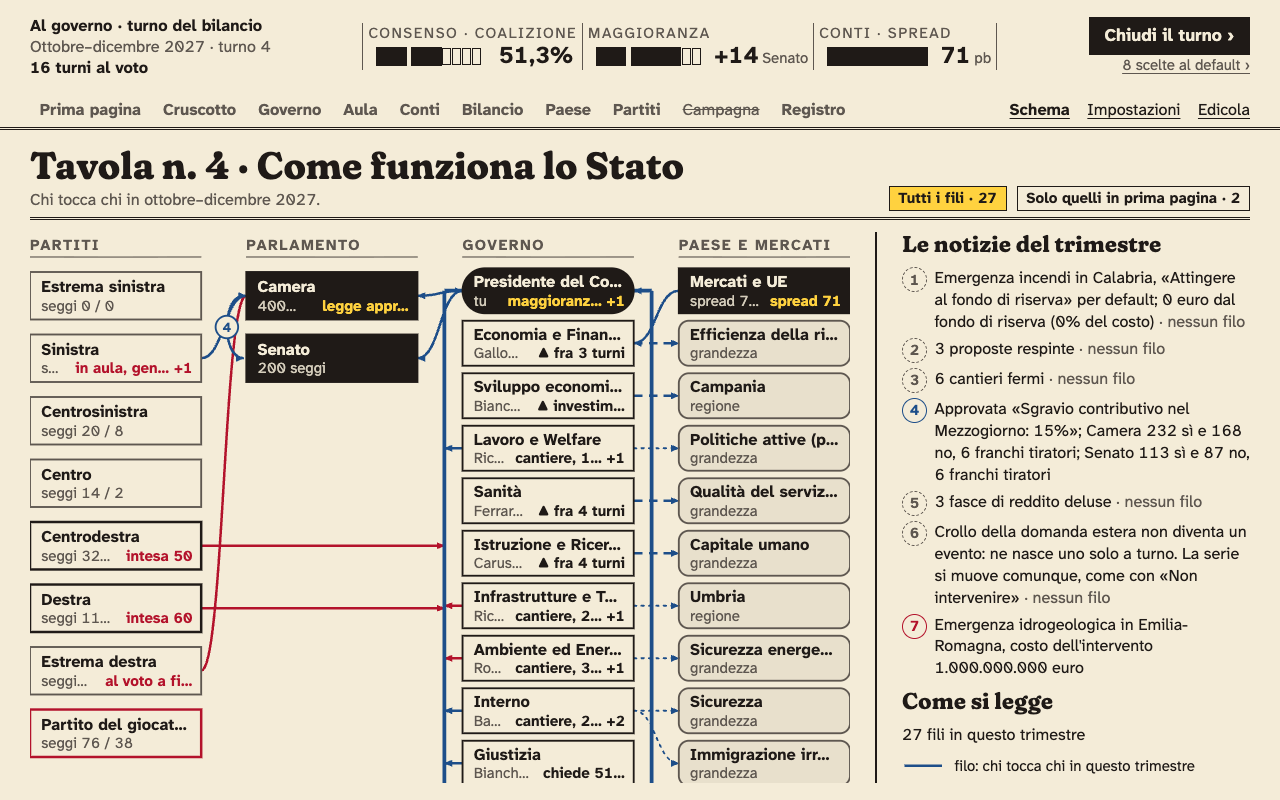 Al governo · turno del bilancio
Ottobre–dicembre 2027 · turno 4
16 turni al voto
CONSENSO · COALIZIONE
51,3%
MAGGIORANZA
+14 Senato
CONTI · SPREAD
71 pb
Chiudi il turno ›
8 scelte al default ›
Prima pagina Cruscotto Governo Aula Conti Bilancio Paese Partiti Campagna Registro
Schema Impostazioni Edicola
Tavola n. 4 · Come funziona lo Stato
Chi tocca chi in ottobre–dicembre 2027.
Tutti i fili · 27
Solo quelli in prima pagina · 2
PARTITI
Estrema sinistra
seggi 0 / 0
Sinistra
s... in aula, gen... +1
Centrosinistra
seggi 20 / 8
Centro
seggi 14 / 2
Centrodestra
seggi 32... intesa 50
Destra
seggi 11... intesa 60
Estrema destra
seggi... al voto a fi...
Partito del giocat...
seggi 76 / 38
4
PARLAMENTO
Camera
400... legge appr...
Senato
200 seggi
GOVERNO
Presidente del Co...
tu maggioranz... +1
Economia e Finan...
Gallo... ▲ fra 3 turni
Sviluppo economi...
Bianc... ▲ investim...
Lavoro e Welfare
Ric... cantiere, 1... +1
Sanità
Ferrar... ▲ fra 4 turni
Istruzione e Ricer...
Carus... ▲ fra 4 turni
Infrastrutture e T...
Ric... cantiere, 2... +1
Ambiente ed Ener...
Ro... cantiere, 3... +1
Interno
Ba... cantiere, 2... +2
Giustizia
Bianch... chiede 51...
PAESE E MERCATI
Mercati e UE
spread 7... spread 71
Efficienza della ri...
grandezza
Campania
regione
Politiche attive (p...
grandezza
Qualità del serviz...
grandezza
Capitale umano
grandezza
Umbria
regione
Sicurezza energe...
grandezza
Sicurezza
grandezza
Immigrazione irr...
grandezza
Le notizie del trimestre
1 Emergenza incendi in Calabria, «Attingere
al fondo di riserva» per default; 0 euro dal
fondo di riserva (0% del costo) · nessun filo
2 3 proposte respinte · nessun filo
3 6 cantieri fermi · nessun filo
4 Approvata «Sgravio contributivo nel
Mezzogiorno: 15%»; Camera 232 sì e 168
no, 6 franchi tiratori; Senato 113 sì e 87 no,
6 franchi tiratori
5 3 fasce di reddito deluse · nessun filo
6 Crollo della domanda estera non diventa un
evento: ne nasce uno solo a turno. La serie
si muove comunque, come con «Non
intervenire» · nessun filo
7 Emergenza idrogeologica in Emilia-
Romagna, costo dell'intervento
1.000.000.000 euro
Come si legge
27 fili in questo trimestre
filo: chi tocca chi in questo trimestre